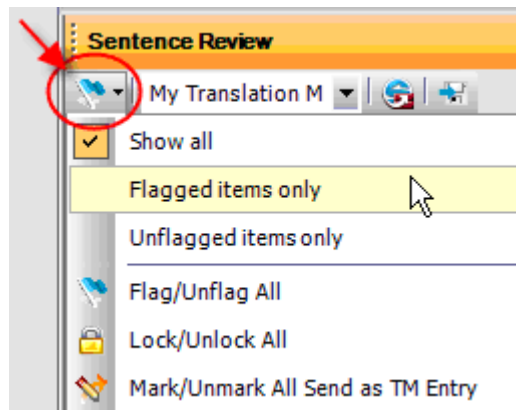 Sentence Review
My Translation M
Show all
Flagged items only
Unflagged items only
Flag/Unflag All
Lock/Unlock All
Mark/Unmark All Send as TM Entry